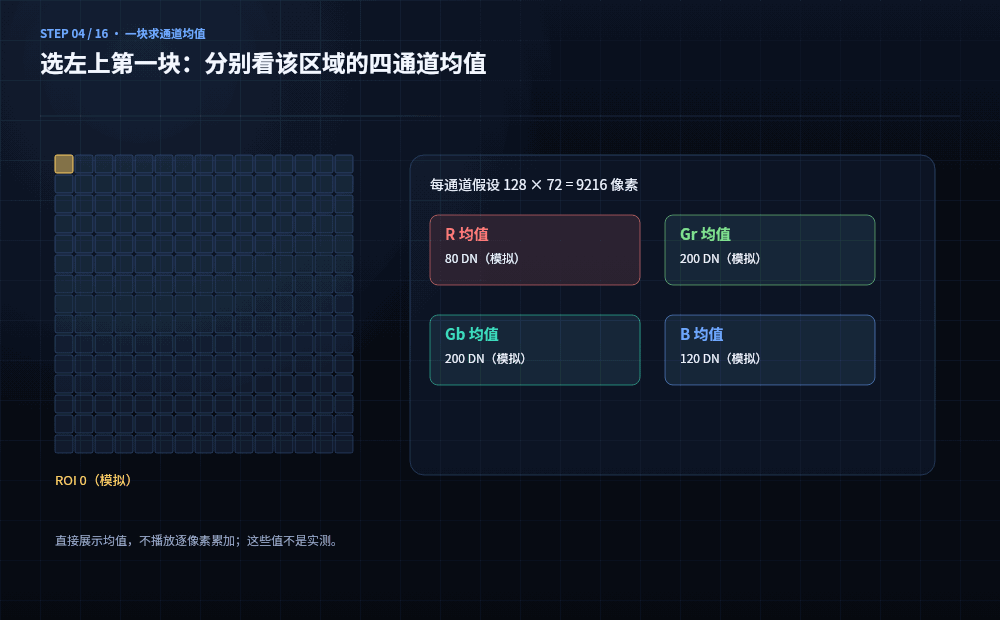 STEP 04 / 16 · 一块求通道均值
选左上第一块：分别看该区域的四通道均值
每通道假设 128 × 72 = 9216 像素
R 均值
80 DN（模拟）
Gr 均值
200 DN（模拟）
Gb 均值
200 DN（模拟）
B 均值
120 DN（模拟）
ROI 0（模拟）
直接展示均值，不播放逐像素累加；这些值不是实测。